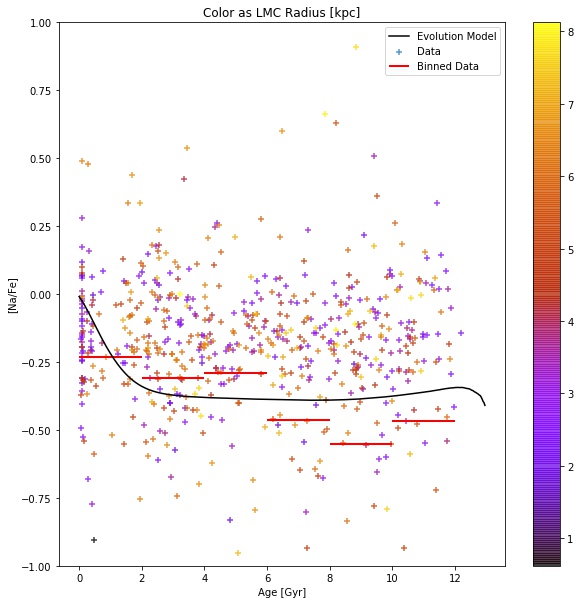 Color as LMC Radius [kpc]
Evolution Model
Data
Binned Data
1.00
0.75
0.50
0.25
0.00
−0.25
−0.50
−0.75
−1.00
[Na/Fe]
0 2 4 6 8 10 12
Age [Gyr]
8
7
6
5
4
3
2
1